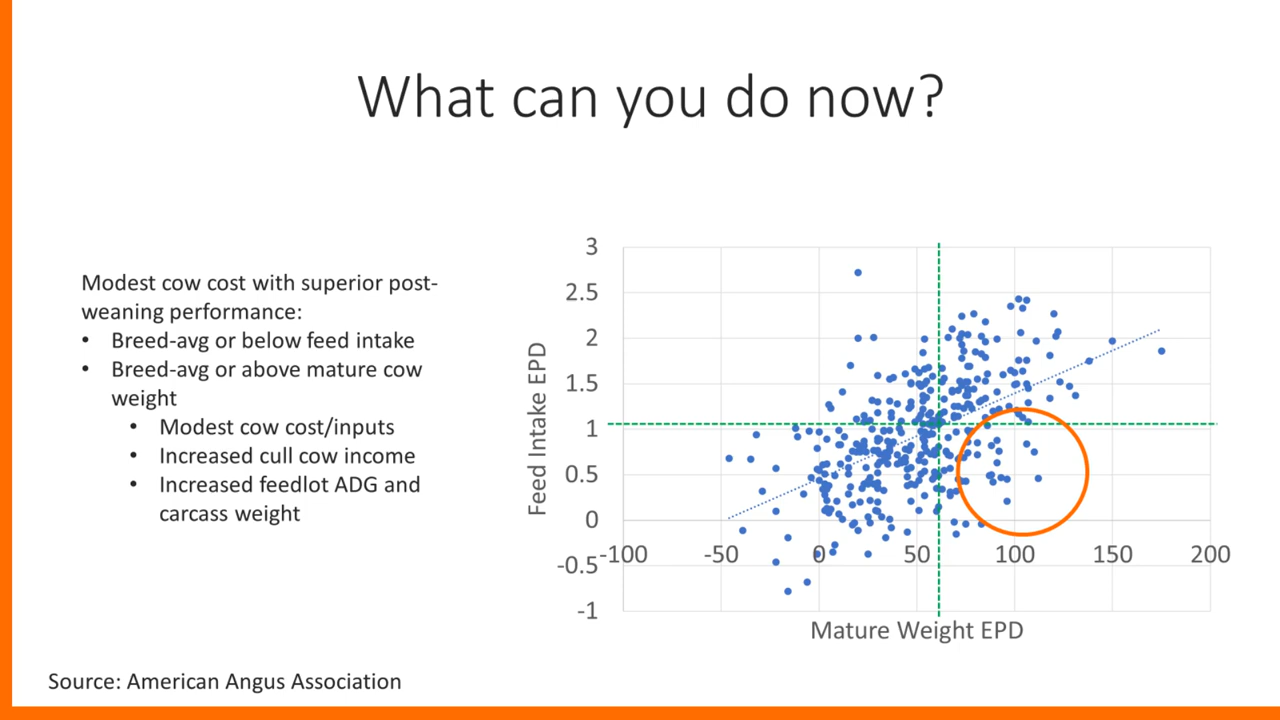 What can you do now?
Modest cow cost with superior post-
weaning performance:
• Breed-avg or below feed intake
• Breed-avg or above mature cow
weight
• Modest cow cost/inputs
• Increased cull cow income
• Increased feedlot ADG and
carcass weight
3
2.5
2
1.5
1
0.5
0
-0.5
-1
Feed Intake EPD
-100 -50 0 50 100 150 200
Mature Weight EPD
Source: American Angus Association